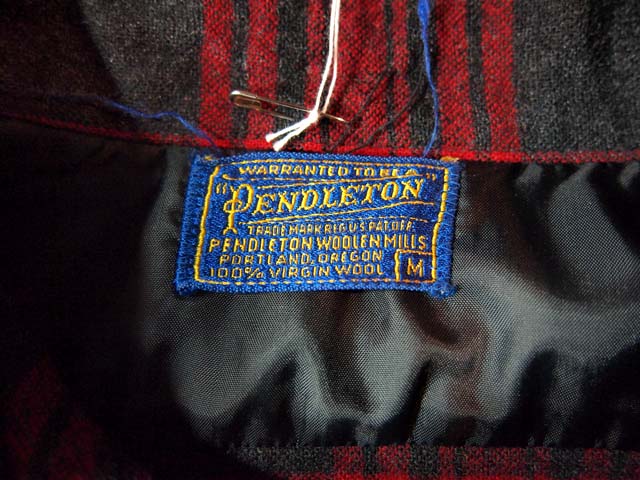 WARRANTED TO BE A
"PENDLETON"
TRADE MARK REG. U.S. PAT. OFF.
PENDLETON WOOLEN MILLS
PORTLAND, OREGON
100% VIRGIN WOOL M